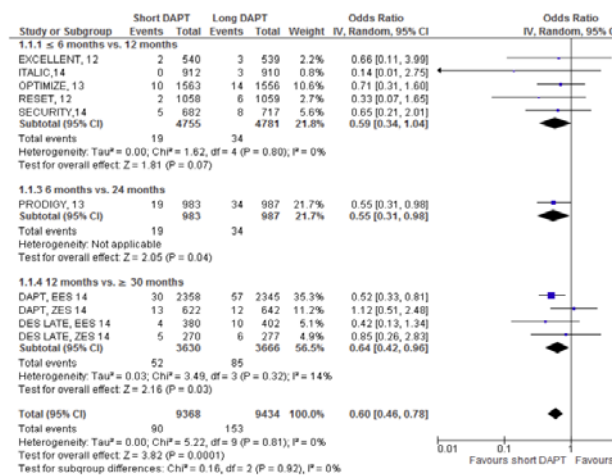 Short DAPT Long DAPT Odds Ratio Odds Ratio
Study or Subgroup Events Total Events Total Weight IV, Random, 95% CI IV, Random, 95% CI
1.1.1 ≤ 6 months vs. 12 months
EXCELLENT, 12 2 540 3 539 2.2% 0.66 [0.11, 3.99]
ITALIC,14 0 912 3 910 0.8% 0.14 [0.01, 2.75]
OPTIMIZE, 13 10 1563 14 1556 10.5% 0.71 [0.31, 1.60]
RESET, 12 2 1058 6 1059 2.7% 0.33 [0.07, 1.65]
SECURITY,14 5 682 8 717 5.5% 0.65 [0.21, 2.01]
Subtotal (95% CI) 4755 4781 21.8% 0.59 [0.34, 1.04]
Total events 19 34
Heterogeneity: Tau² = 0.00; Chi² = 1.62, df = 4 (P = 0.80); I² = 0%
Test for overall effect: Z = 1.81 (P = 0.07)
1.1.3 6 months vs. 24 months
PRODIGY, 13 19 983 34 987 21.7% 0.55 [0.31, 0.98]
Subtotal (95% CI) 983 987 21.7% 0.55 [0.31, 0.98]
Total events 19 34
Heterogeneity: Not applicable
Test for overall effect: Z = 2.05 (P = 0.04)
1.1.4 12 months vs. ≥ 30 months
DAPT, EES 14 30 2358 57 2345 35.3% 0.52 [0.33, 0.81]
DAPT, ZES 14 13 622 12 642 11.2% 1.12 [0.51, 2.48]
DES LATE, EES 14 4 380 10 402 5.1% 0.42 [0.13, 1.34]
DES LATE, ZES 14 5 270 6 277 4.9% 0.85 [0.26, 2.83]
Subtotal (95% CI) 3630 3666 56.5% 0.64 [0.42, 0.96]
Total events 52 85
Heterogeneity: Tau² = 0.03; Chi² = 3.49, df = 3 (P = 0.32); I² = 14%
Test for overall effect: Z = 2.16 (P = 0.03)
Total (95% CI) 9368 9434 100.0% 0.60 [0.46, 0.78]
Total events 90 153
Heterogeneity: Tau² = 0.00; Chi² = 5.22, df = 9 (P = 0.81); I² = 0%
Test for overall effect: Z = 3.82 (P = 0.0001)
Test for subgroup differences: Chi² = 0.16, df = 2 (P = 0.92), I² = 0%
0.01 0.1 1
Favours short DAPT Favours